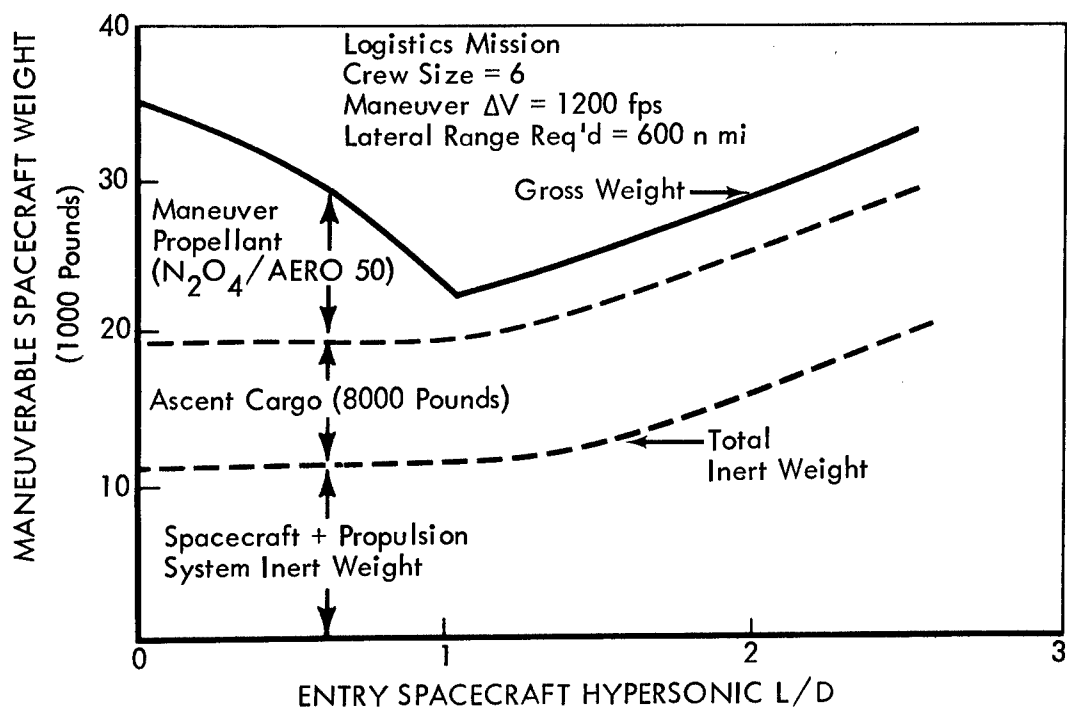 MANEUVERABLE SPACECRAFT WEIGHT
(1000 Pounds)
40
30
20
10
Logistics Mission
Crew Size = 6
Maneuver ΔV = 1200 fps
Lateral Range Req'd = 600 n mi
Gross Weight
Maneuver
Propellant
(N₂O₄/AERO 50)
Ascent Cargo (8000 Pounds)
Total
Inert Weight
Spacecraft + Propulsion
System Inert Weight
0
1
2
3
ENTRY SPACECRAFT HYPERSONIC L/D